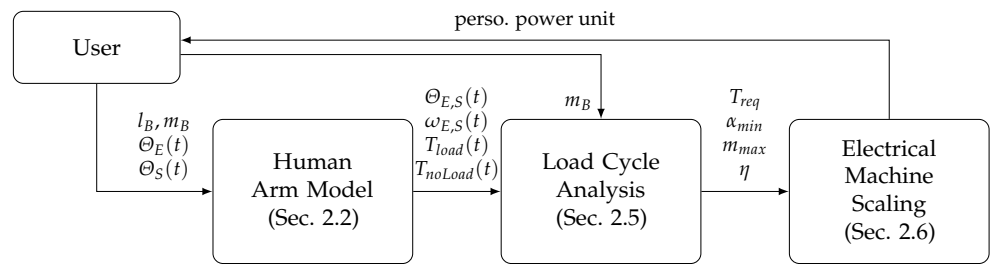 perso. power unit
User
l_B, m_B
Θ_E(t)
Θ_S(t)
Human
Arm Model
(Sec. 2.2)
Θ_{E,S}(t)
ω_{E,S}(t)
T_{load}(t)
T_{noLoad}(t)
m_B
Load Cycle
Analysis
(Sec. 2.5)
T_{req}
α_{min}
m_{max}
η
Electrical
Machine
Scaling
(Sec. 2.6)